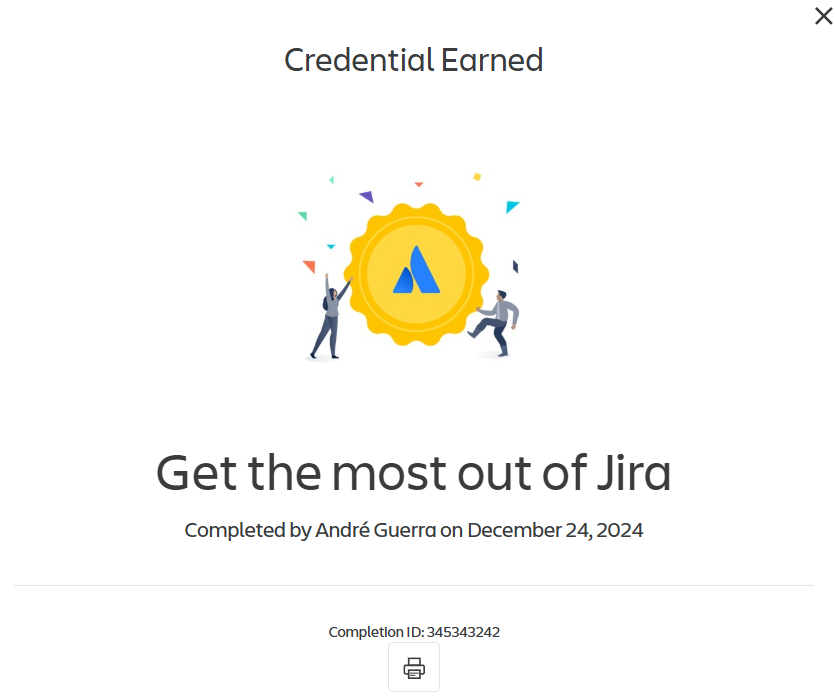 Credential Earned
Get the most out of Jira
Completed by André Guerra on December 24, 2024
Completion ID: 345343242